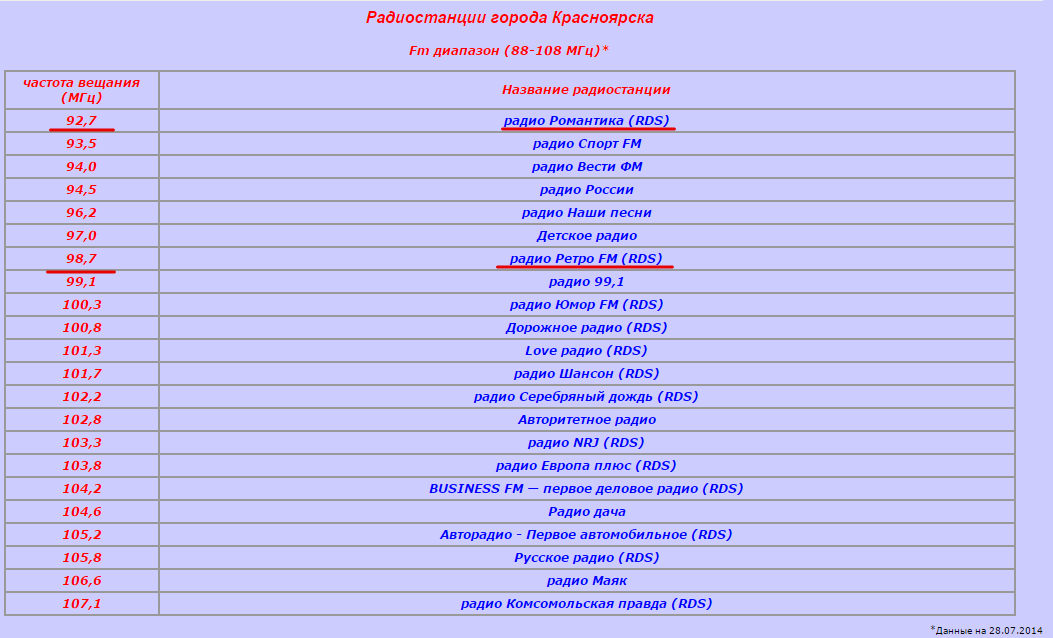 Радиостанции города Красноярска
Fm диапазон (88-108 МГц)*
частота вещания
(МГц)
Название радиостанции
92,7 радио Романтика (RDS)
93,5 радио Спорт FM
94,0 радио Вести ФМ
94,5 радио России
96,2 радио Наши песни
97,0 Детское радио
98,7 радио Ретро FM (RDS)
99,1 радио 99,1
100,3 радио Юмор FM (RDS)
100,8 Дорожное радио (RDS)
101,3 Love радио (RDS)
101,7 радио Шансон (RDS)
102,2 радио Серебряный дождь (RDS)
102,8 Авторитетное радио
103,3 радио NRJ (RDS)
103,8 радио Европа плюс (RDS)
104,2 BUSINESS FM — первое деловое радио (RDS)
104,6 Радио дача
105,2 Авторадио - Первое автомобильное (RDS)
105,8 Русское радио (RDS)
106,6 радио Маяк
107,1 радио Комсомольская правда (RDS)
*Данные на 28.07.2014